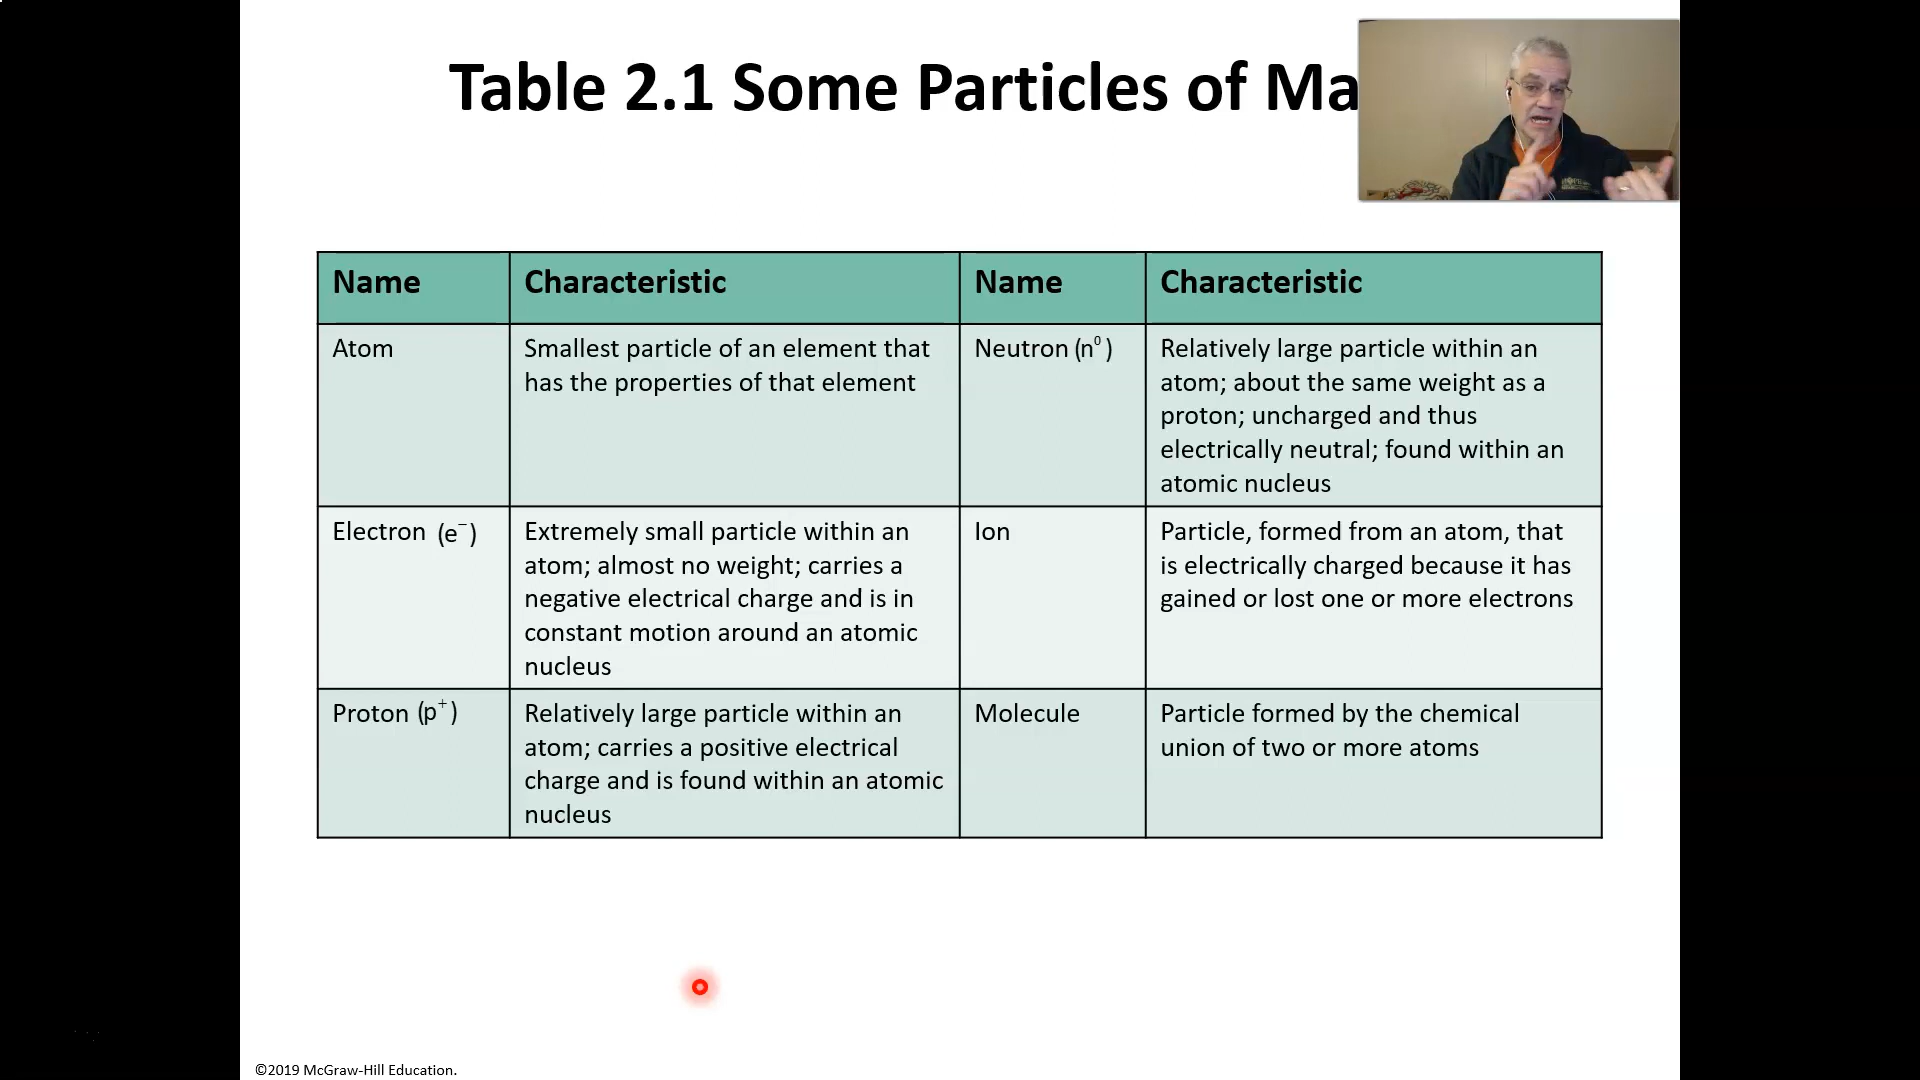 Table 2.1 Some Particles of Ma
Name
Characteristic
Name
Characteristic
Atom
Smallest particle of an element that
has the properties of that element
Neutron (n⁰)
Relatively large particle within an
atom; about the same weight as a
proton; uncharged and thus
electrically neutral; found within an
atomic nucleus
Electron (e⁻)
Extremely small particle within an
atom; almost no weight; carries a
negative electrical charge and is in
constant motion around an atomic
nucleus
Ion
Particle, formed from an atom, that
is electrically charged because it has
gained or lost one or more electrons
Proton (p⁺)
Relatively large particle within an
atom; carries a positive electrical
charge and is found within an atomic
nucleus
Molecule
Particle formed by the chemical
union of two or more atoms
©2019 McGraw-Hill Education.